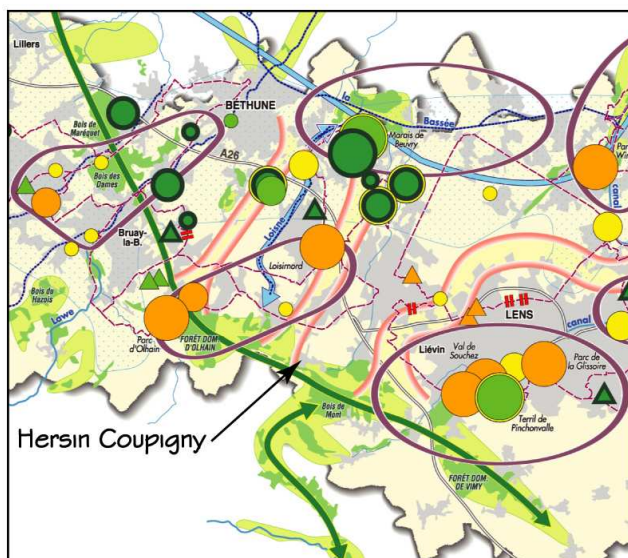 Lillers
BÉTHUNE
la
Bassée
Bois de
Maréquet
Marais de
Beuvry
A26
Bois des
Dames
canal
Bruay-
la-B.
Loisne
Loisimord
Bois de
Hazois
Lawe
LENS
canal
Parc
d'Olhain
FORÊT DOM.
D'OLHAIN
Liévin
Val de
Souchez
Parc de
la Glissoire
Bois de
Mont
Terril de
Pinchonvalle
Hersin Coupigny
FORÊT DOM.
DE VIMY